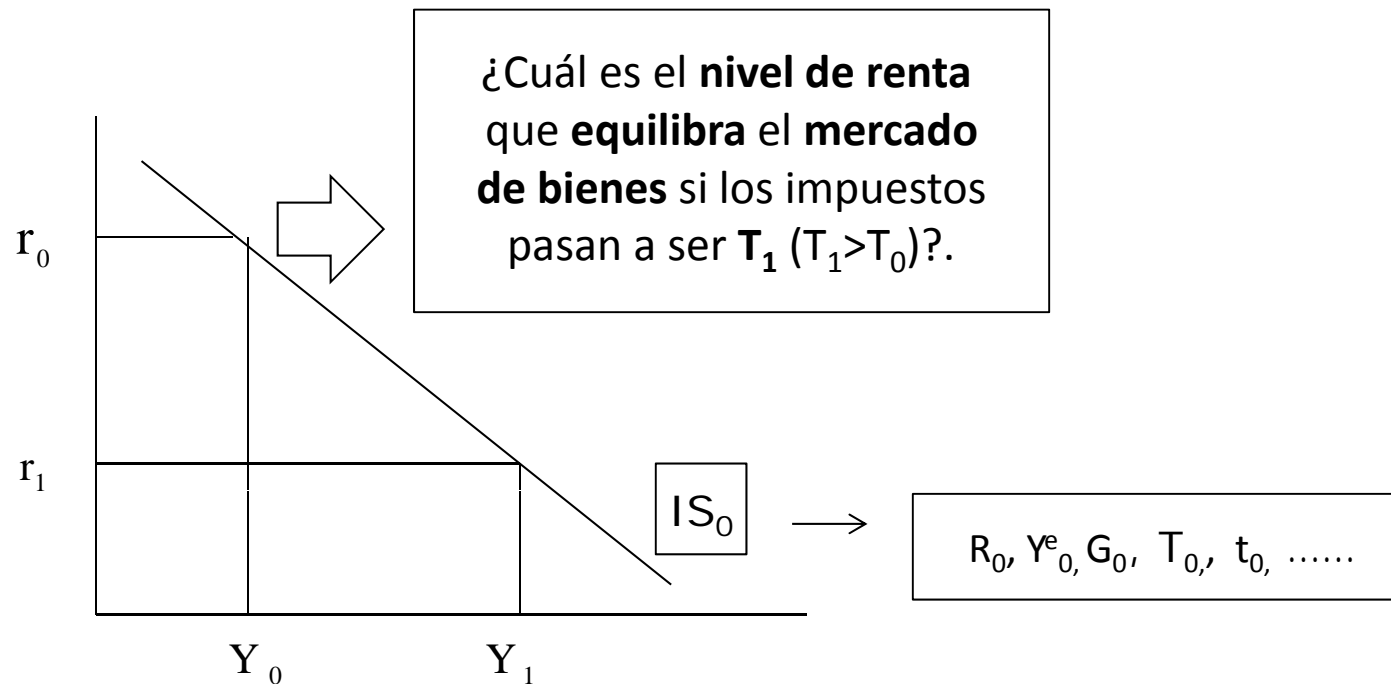 ¿Cuál es el nivel de renta
que equilibra el mercado
de bienes si los impuestos
pasan a ser T₁ (T₁>T₀)?.
r₀
r₁
IS₀
R₀, Yᵉ₀, G₀, T₀,, t₀, ……
Y₀
Y₁